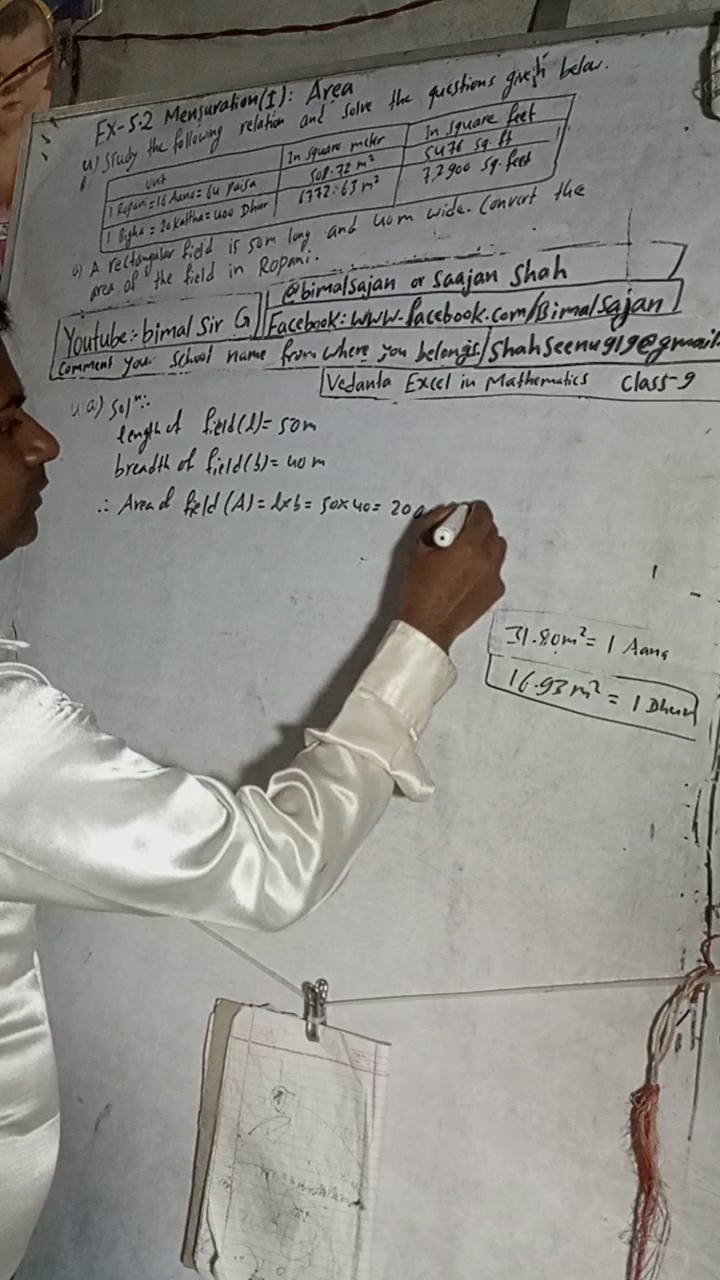 EX-5.2 Mensuration(I): Area
4) Study the following relation and solve the questions given below.
Unit In square meter In square feet
1 Ropani=16 Aana=64 Paisa 508.72 m² 5476 sq.ft
1 Bigha = 20 Kattha=400 Dhur 6772.63 m² 72900 sq.feet
a) A rectangular field is 50m long and 40m wide. Convert the
area of the field in Ropani.
@bimalsajan or Saajan Shah
Youtube:- bimal Sir G Facebook: WWW.facebook.com/Bimalsajan
Comment your school name from where you belongs/Shahseenu919@gmail.
Vedanta Excel in Mathematics Class-9
4 a) Solⁿ:
length of field(l)= 50m
breadth of field(b)= 40m
∴ Area of field (A)= l×b= 50×40= 200
31.80m²= 1 Aana
16.93m² = 1 Dhur